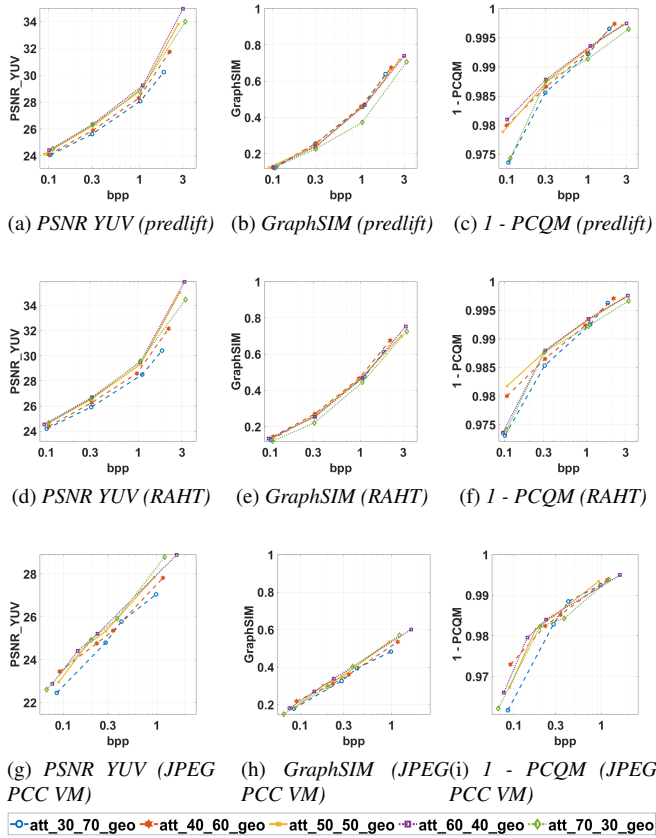 34
32
30
28
26
24
PSNR_YUV
0.1 0.3 1 3
bpp
(a) PSNR YUV (predlift)
1
0.8
0.6
0.4
0.2
GraphSIM
0.1 0.3 1 3
bpp
(b) GraphSIM (predlift)
1
0.995
0.99
0.985
0.98
0.975
1 - PCQM
0.1 0.3 1 3
bpp
(c) 1 - PCQM (predlift)
34
32
30
28
26
24
PSNR_YUV
0.1 0.3 1 3
bpp
(d) PSNR YUV (RAHT)
1
0.8
0.6
0.4
0.2
GraphSIM
0.1 0.3 1 3
bpp
(e) GraphSIM (RAHT)
1
0.995
0.99
0.985
0.98
0.975
1 - PCQM
0.1 0.3 1 3
bpp
(f) 1 - PCQM (RAHT)
28
26
24
22
PSNR_YUV
0.1 1
bpp
(g) PSNR YUV (JPEG
PCC VM)
1
0.8
0.6
0.4
0.2
GraphSIM
0.1 1
bpp
(h) GraphSIM (JPEG
PCC VM)
1
0.99
0.98
0.97
1 - PCQM
0.1 1
bpp
(i) 1 - PCQM (JPEG
PCC VM)
att_30_70_geo att_40_60_geo att_50_50_geo att_60_40_geo att_70_30_geo